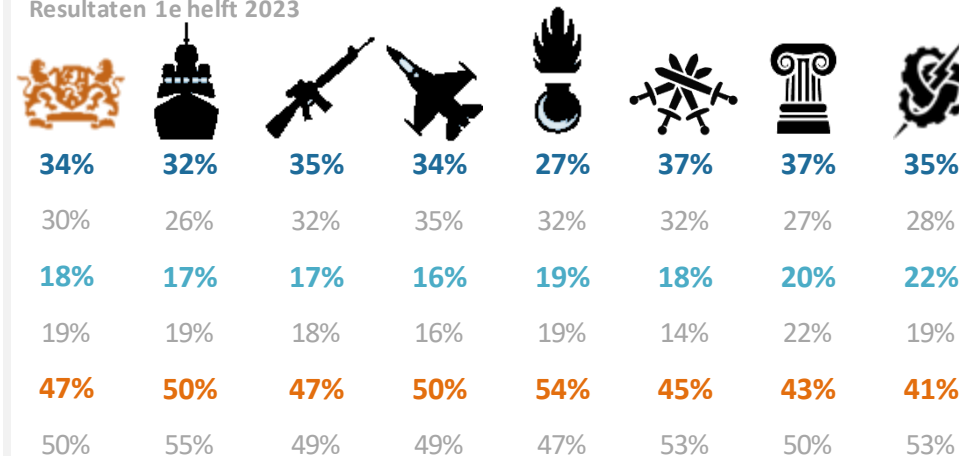 Resultaten 1e helft 2023
34% 32% 35% 34% 27% 37% 37% 35%
30% 26% 32% 35% 32% 32% 27% 28%
18% 17% 17% 16% 19% 18% 20% 22%
19% 19% 18% 16% 19% 14% 22% 19%
47% 50% 47% 50% 54% 45% 43% 41%
50% 55% 49% 49% 47% 53% 50% 53%